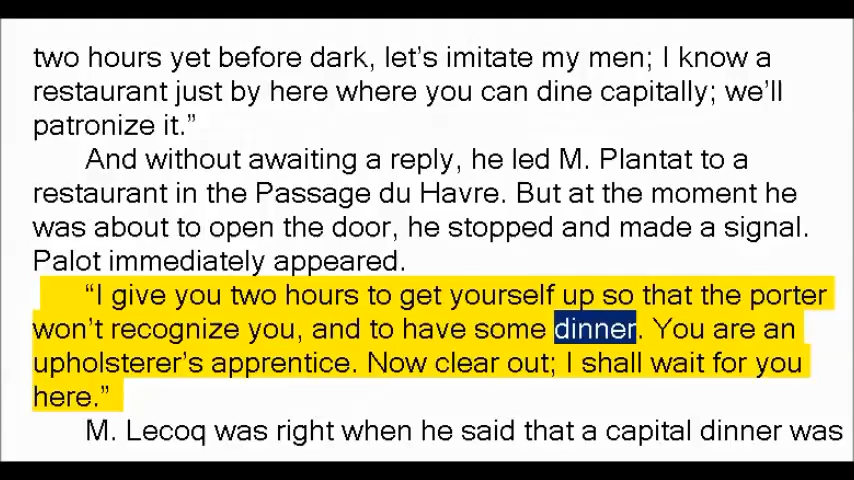 two hours yet before dark, let’s imitate my men; I know a
restaurant just by here where you can dine capitally; we’ll
patronize it.”
And without awaiting a reply, he led M. Plantat to a
restaurant in the Passage du Havre. But at the moment he
was about to open the door, he stopped and made a signal.
Palot immediately appeared.
“I give you two hours to get yourself up so that the porter
won’t recognize you, and to have some dinner. You are an
upholsterer’s apprentice. Now clear out; I shall wait for you
here.”
M. Lecoq was right when he said that a capital dinner was